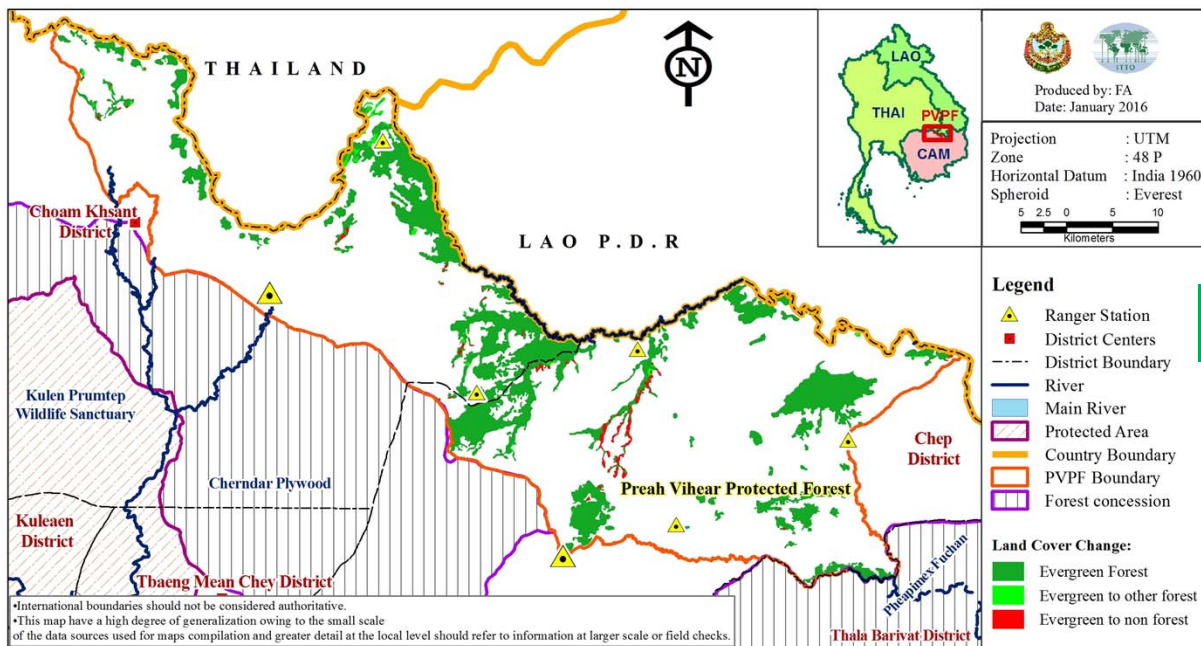 THAILAND
LAO P.D.R
N
Choam Khsant
District
Kulen Prumtep
Wildlife Sanctuary
Cherndar Plywood
Kuleaen
District
Tbaeng Mean Chey District
Preah Vihear Protected Forest
Chep
District
Pheapimex Fuchan
Thala Barivat District
•International boundaries should not be considered authoritative.
•This map have a high degree of generalization owing to the small scale
of the data sources used for maps compilation and greater detail at the local level should refer to information at larger scale or field checks.
LAO
THAI
PVPF
CAM
ITTO
Produced by: FA
Date: January 2016
Projection : UTM
Zone : 48 P
Horizontal Datum : India 1960
Spheroid : Everest
5 2.5 0 5 10
Kilometers
Legend
Ranger Station
District Centers
District Boundary
River
Main River
Protected Area
Country Boundary
PVPF Boundary
Forest concession
Land Cover Change:
Evergreen Forest
Evergreen to other forest
Evergreen to non forest